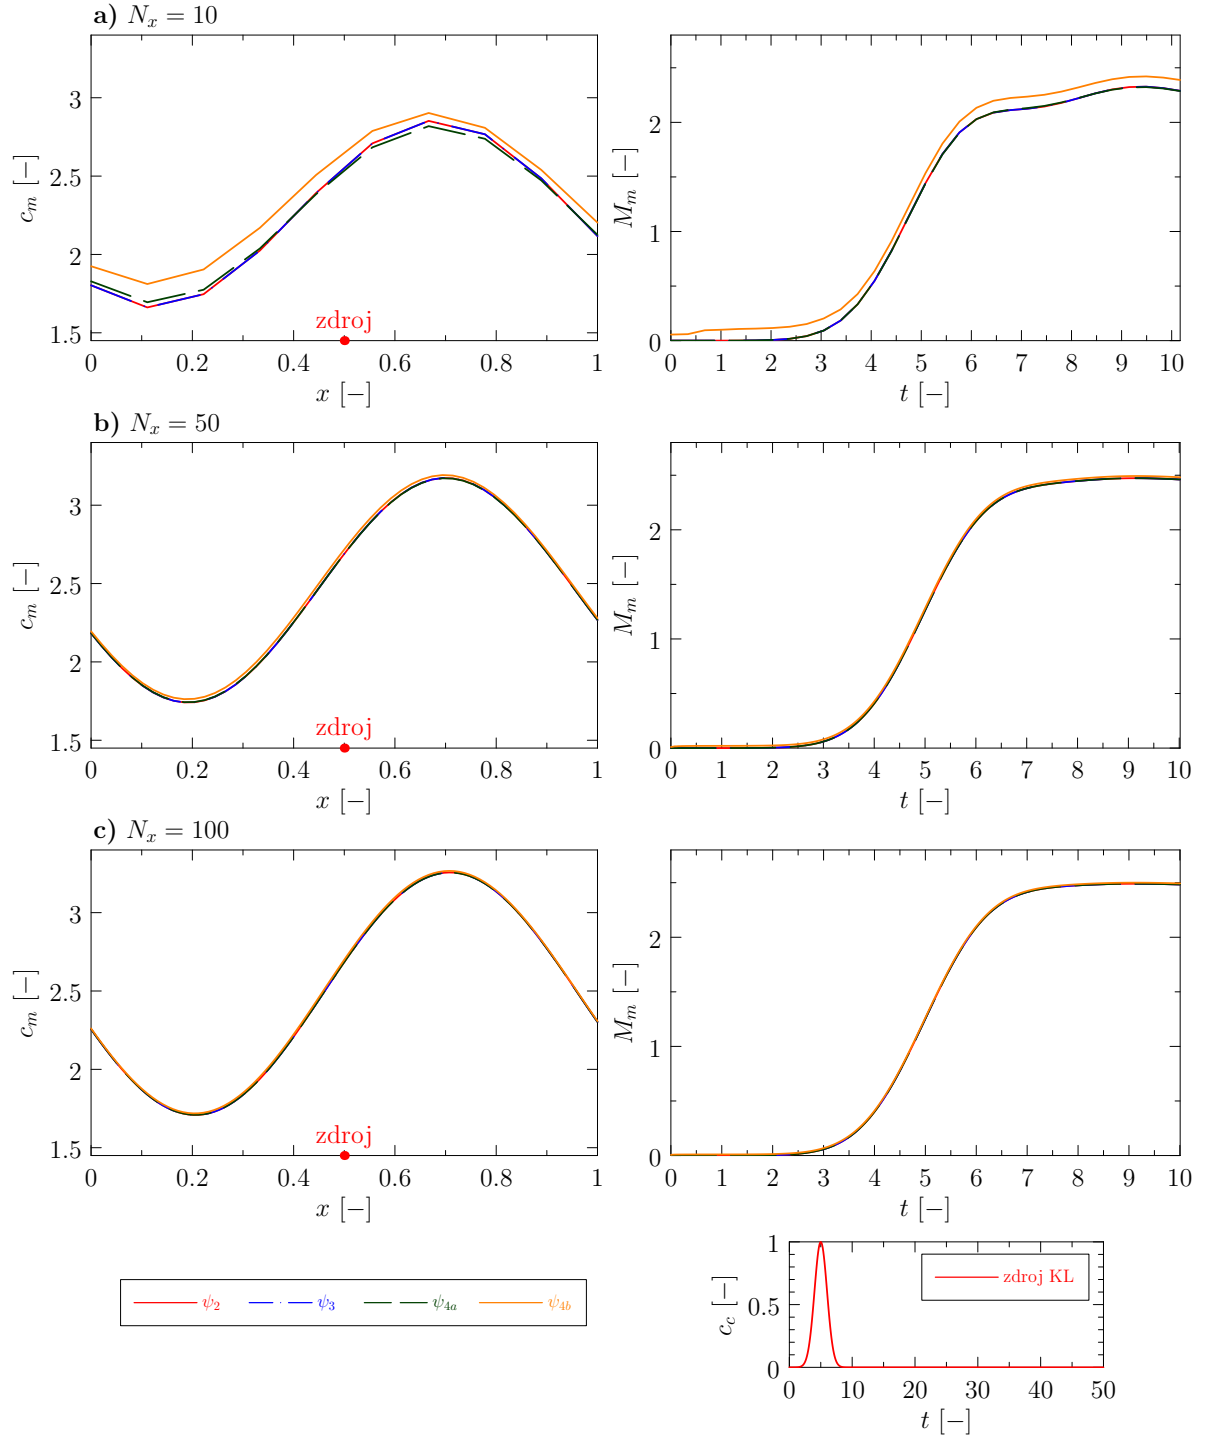 a) N_x = 10
c_m [−]
3
2.5
2
1.5
zdroj
0 0.2 0.4 0.6 0.8 1
x [−]
M_m [−]
2
1
0
0 1 2 3 4 5 6 7 8 9 10
t [−]
b) N_x = 50
c_m [−]
3
2.5
2
1.5
zdroj
0 0.2 0.4 0.6 0.8 1
x [−]
M_m [−]
2
1
0
0 1 2 3 4 5 6 7 8 9 10
t [−]
c) N_x = 100
c_m [−]
3
2.5
2
1.5
zdroj
0 0.2 0.4 0.6 0.8 1
x [−]
M_m [−]
2
1
0
0 1 2 3 4 5 6 7 8 9 10
t [−]
ψ_2 ψ_3 ψ_{4a} ψ_{4b}
c_c [−]
1
0.5
0
zdroj KL
0 10 20 30 40 50
t [−]